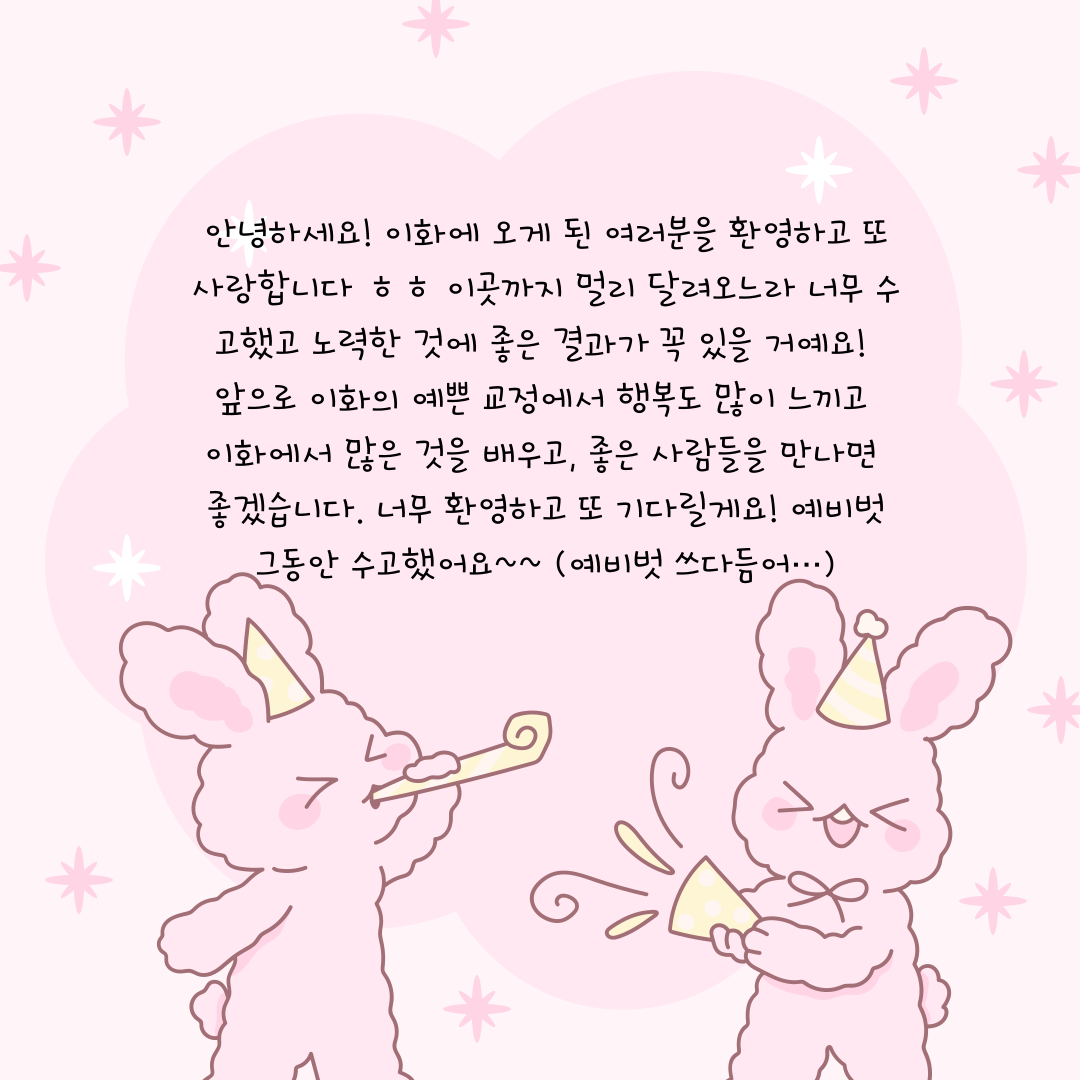 안녕하세요! 이화에 오게 된 여러분을 환영하고 또
사랑합니다 ㅎㅎ 이곳까지 멀리 달려오느라 너무 수
고했고 노력한 것에 좋은 결과가 꼭 있을 거예요!
앞으로 이화의 예쁜 교정에서 행복도 많이 느끼고
이화에서 많은 것을 배우고, 좋은 사람들을 만나면
좋겠습니다. 너무 환영하고 또 기다릴게요! 예비벗
그동안 수고했어요~~ (예비벗 쓰다듬어…)